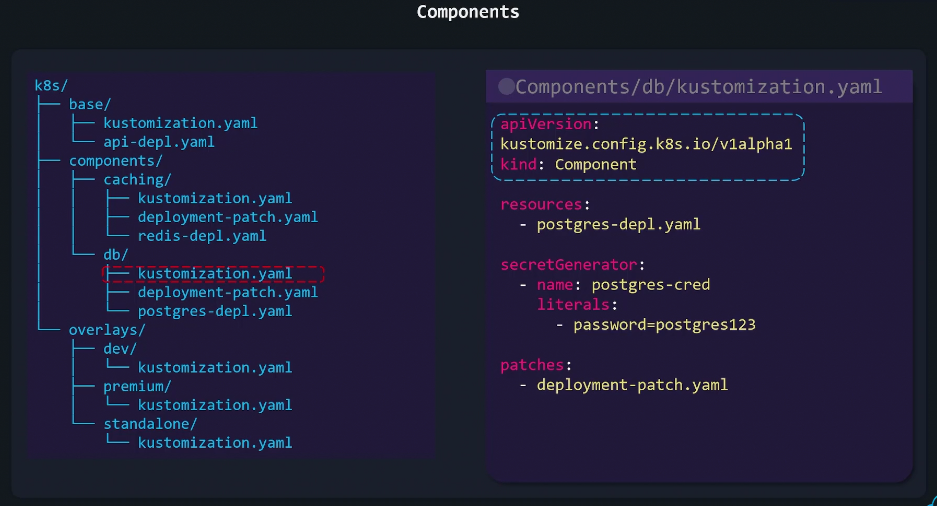 Components
k8s/
├── base/
│   ├── kustomization.yaml
│   └── api-depl.yaml
├── components/
│   ├── caching/
│   │   ├── kustomization.yaml
│   │   ├── deployment-patch.yaml
│   │   └── redis-depl.yaml
│   └── db/
│       ├── kustomization.yaml
│       ├── deployment-patch.yaml
│       └── postgres-depl.yaml
└── overlays/
    ├── dev/
    │   └── kustomization.yaml
    ├── premium/
    │   └── kustomization.yaml
    └── standalone/
        └── kustomization.yaml
Components/db/kustomization.yaml
apiVersion:
kustomize.config.k8s.io/v1alpha1
kind: Component
resources:
  - postgres-depl.yaml
secretGenerator:
  - name: postgres-cred
    literals:
      - password=postgres123
patches:
  - deployment-patch.yaml